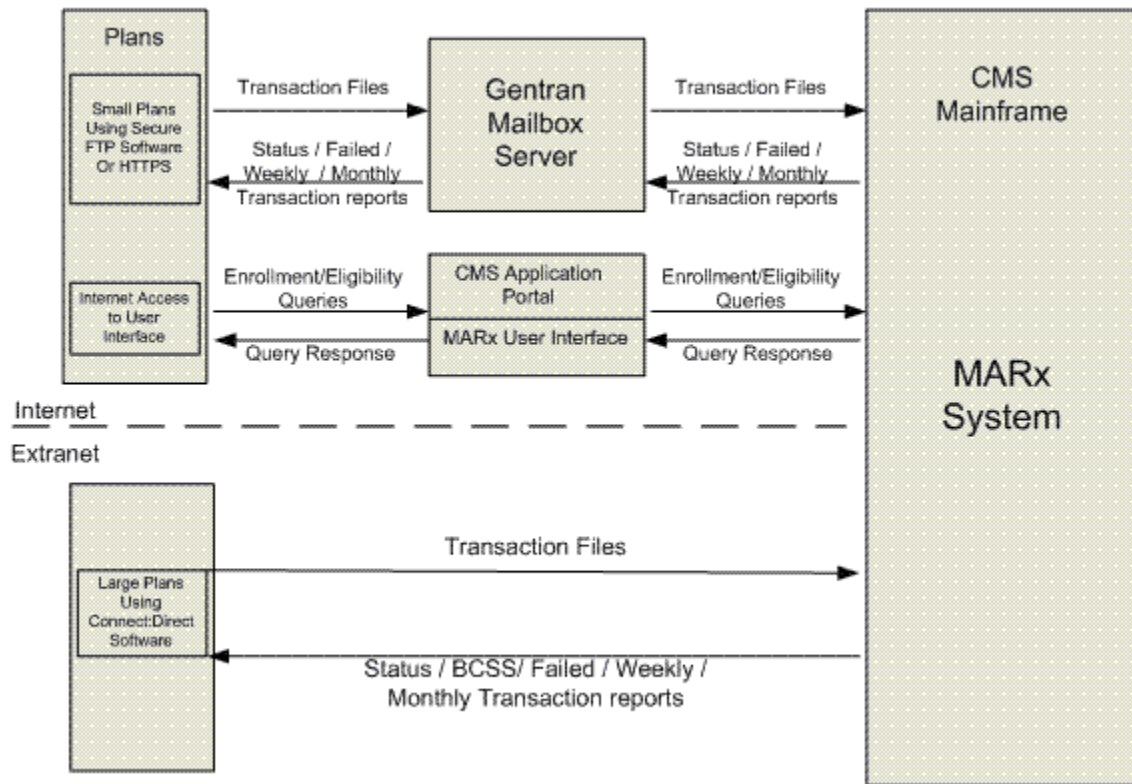 Plans
Small Plans
Using Secure
FTP Software
Or HTTPS
Transaction Files
Status / Failed /
Weekly / Monthly
Transaction reports
Gentran
Mailbox
Server
Transaction Files
Status / Failed /
Weekly / Monthly
Transaction reports
CMS
Mainframe
Internet Access
to User
Interface
Enrollment/Eligibility
Queries
Query Response
CMS Application
Portal
MARx User Interface
Enrollment/Eligibility
Queries
Query Response
MARx
System
Internet
Extranet
Large Plans
Using
Connect:Direct
Software
Transaction Files
Status / BCSS/ Failed / Weekly /
Monthly Transaction reports